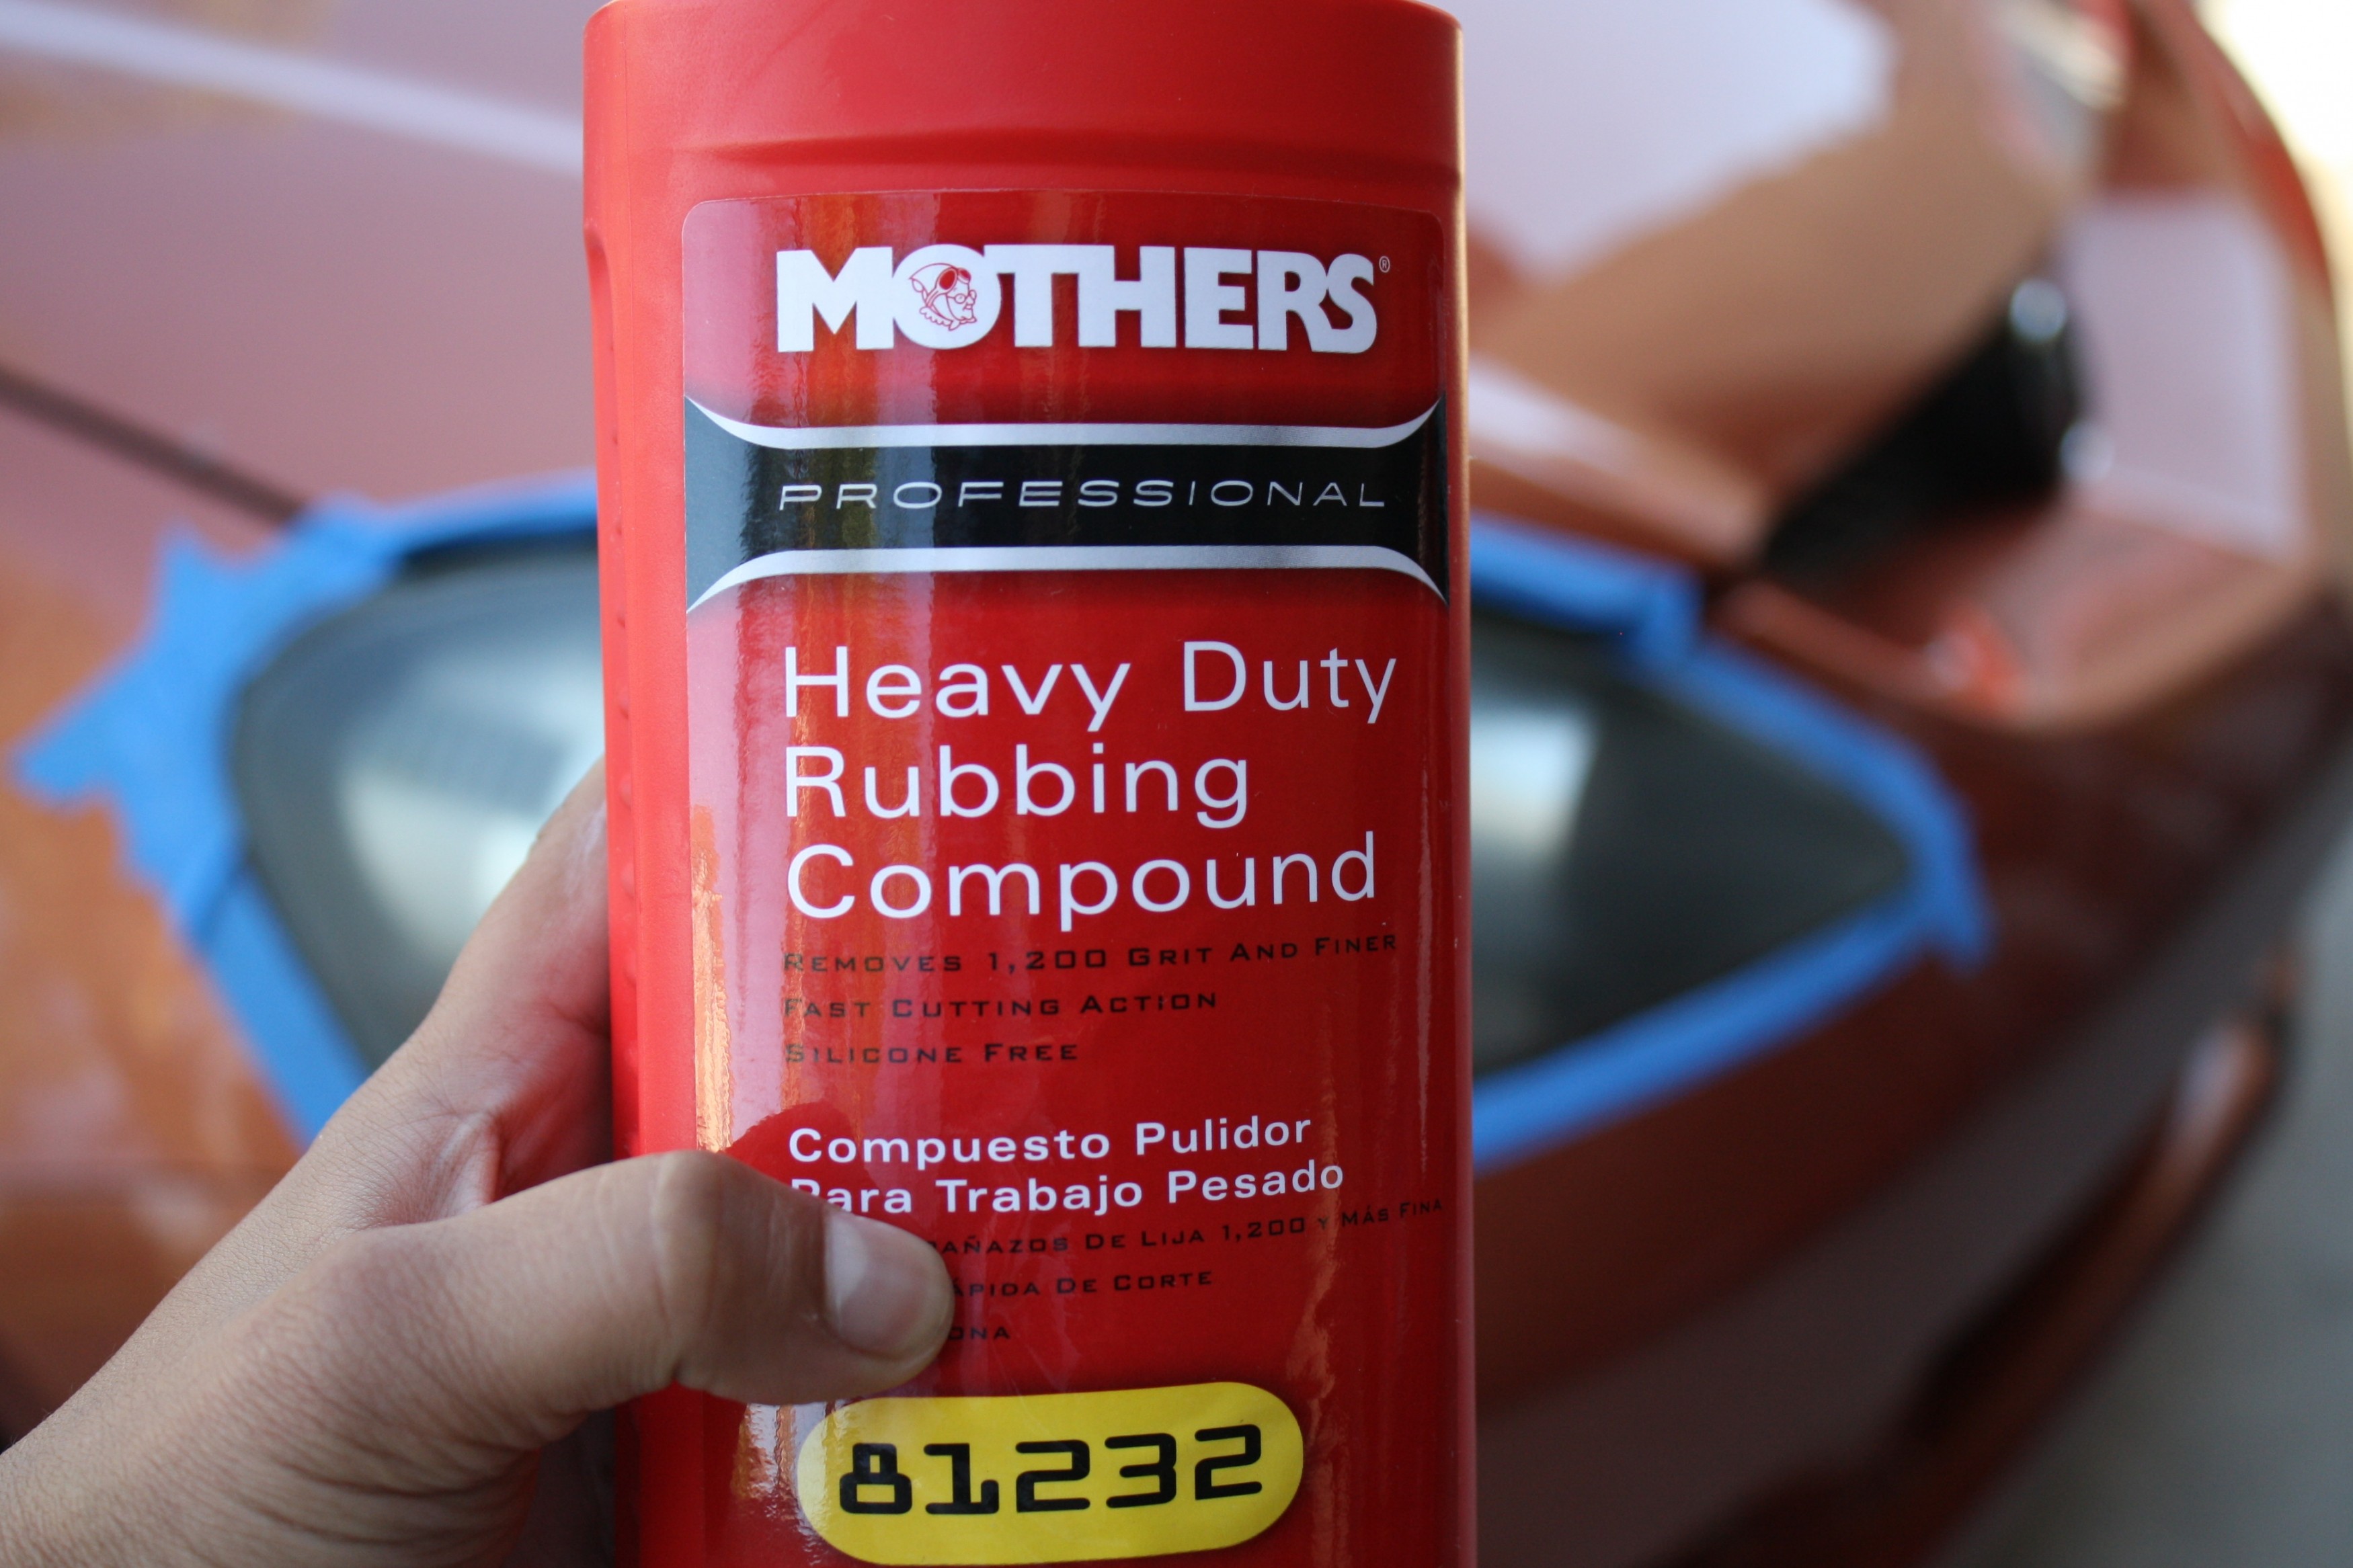 MOTHERS®
PROFESSIONAL
Heavy Duty
Rubbing
Compound
REMOVES 1,200 GRIT AND FINER
FAST CUTTING ACTION
SILICONE FREE
Compuesto Pulidor
Para Trabajo Pesado
DE LIJA 1,200 Y MÁS FINA
DE CORTE
81232